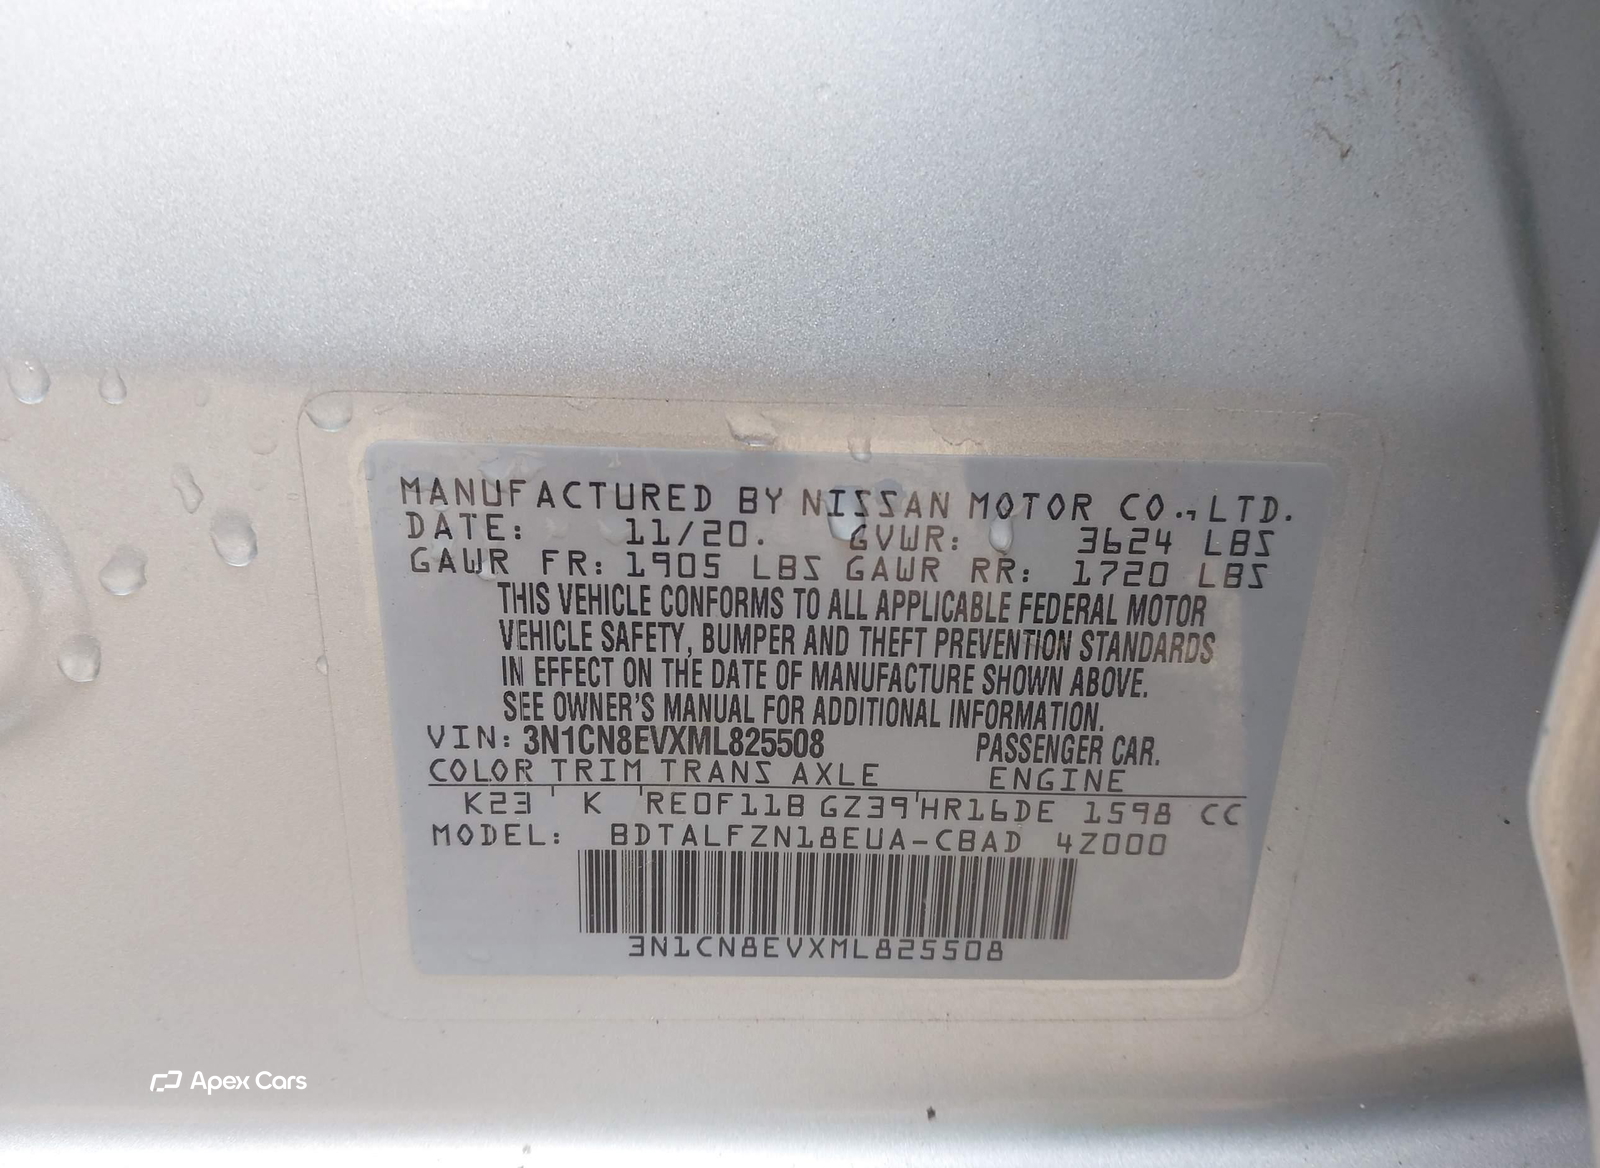 MANUFACTURED BY NISSAN MOTOR CO., LTD.
DATE: 11/20. GVWR: 3624 LBS
GAWR FR: 1905 LBS GAWR RR: 1720 LBS
THIS VEHICLE CONFORMS TO ALL APPLICABLE FEDERAL MOTOR
VEHICLE SAFETY, BUMPER AND THEFT PREVENTION STANDARDS
IN EFFECT ON THE DATE OF MANUFACTURE SHOWN ABOVE.
SEE OWNER'S MANUAL FOR ADDITIONAL INFORMATION.
VIN: 3N1CN8EVXML825508 PASSENGER CAR.
COLOR TRIM TRANS AXLE ENGINE
K23 K RE0F11B GZ39 HR16DE 1598 CC
MODEL: BDTALFZN18EUA-CBAD 4Z000
3N1CN8EVXML825508
Apex Cars